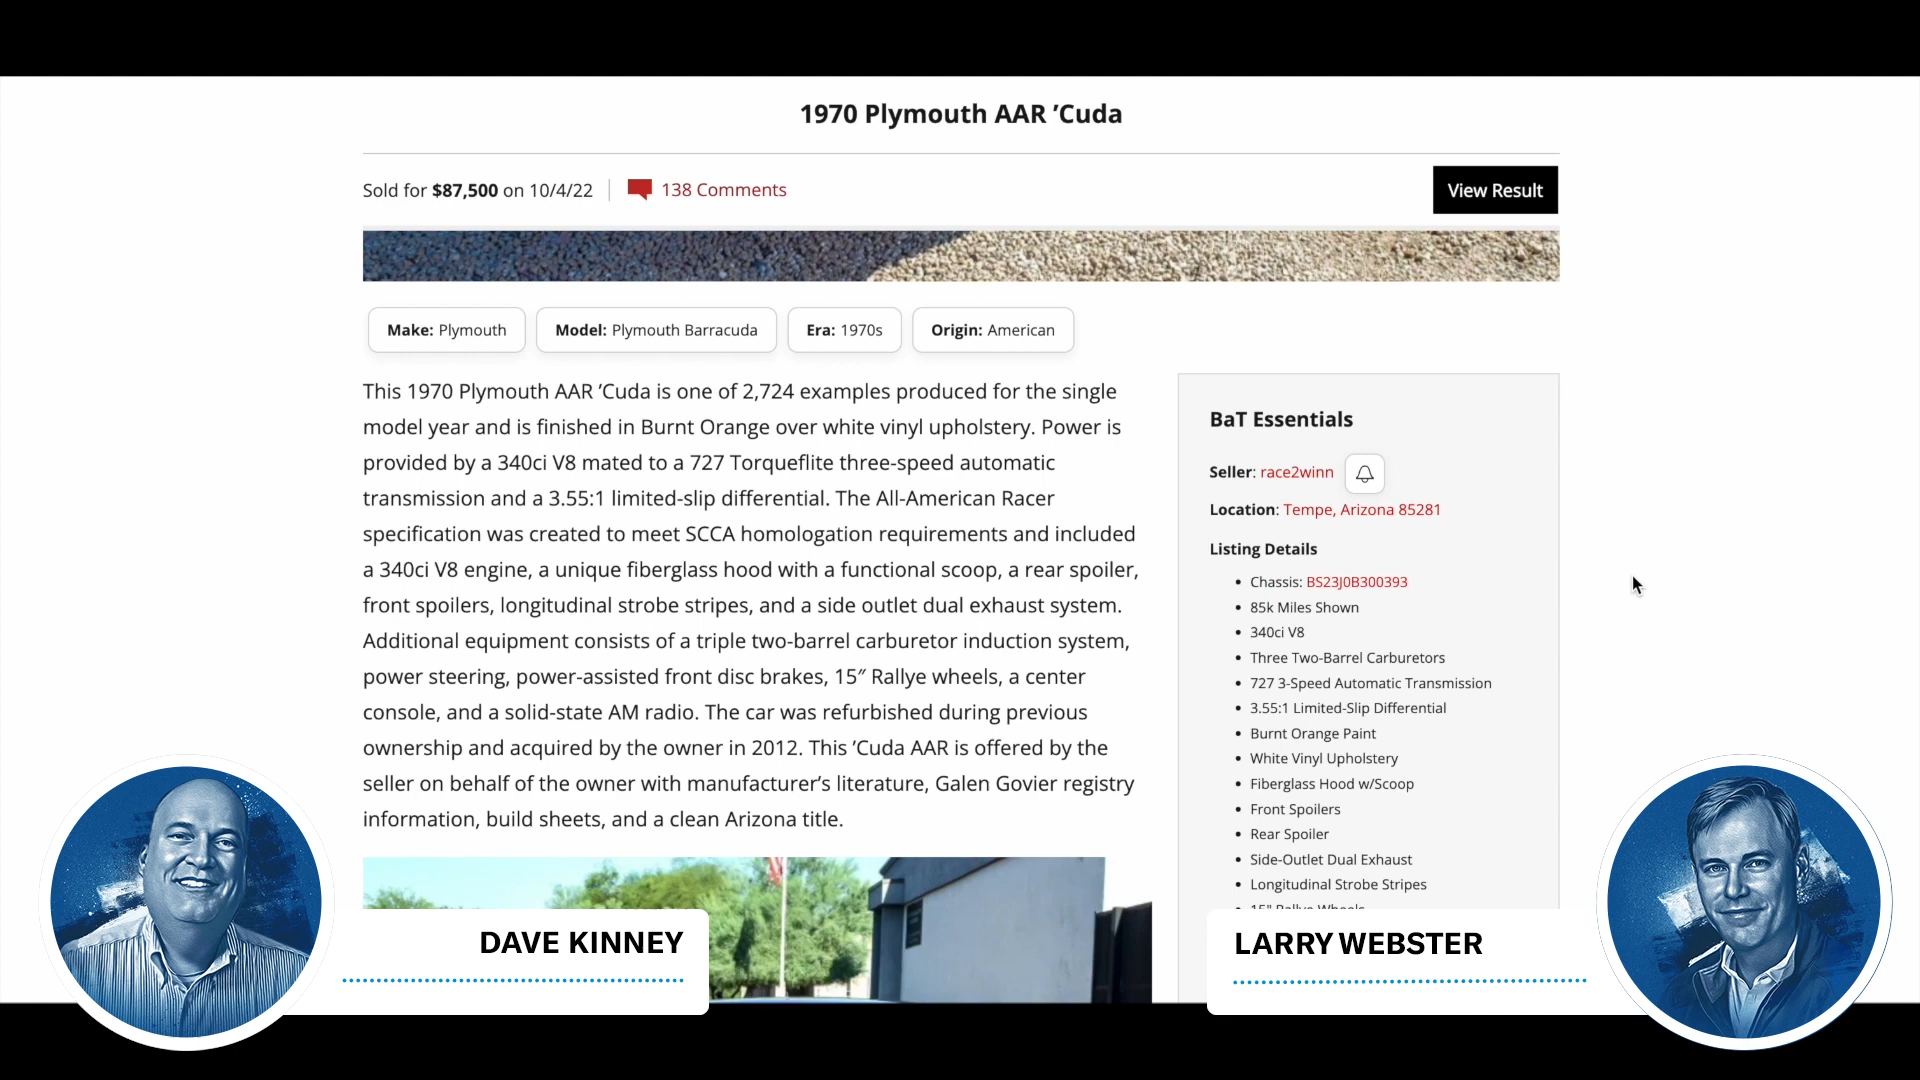 1970 Plymouth AAR ’Cuda
Sold for $87,500 on 10/4/22
138 Comments
View Result
Make: Plymouth
Model: Plymouth Barracuda
Era: 1970s
Origin: American
This 1970 Plymouth AAR ’Cuda is one of 2,724 examples produced for the single
model year and is finished in Burnt Orange over white vinyl upholstery. Power is
provided by a 340ci V8 mated to a 727 Torqueflite three-speed automatic
transmission and a 3.55:1 limited-slip differential. The All-American Racer
specification was created to meet SCCA homologation requirements and included
a 340ci V8 engine, a unique fiberglass hood with a functional scoop, a rear spoiler,
front spoilers, longitudinal strobe stripes, and a side outlet dual exhaust system.
Additional equipment consists of a triple two-barrel carburetor induction system,
power steering, power-assisted front disc brakes, 15″ Rallye wheels, a center
console, and a solid-state AM radio. The car was refurbished during previous
ownership and acquired by the owner in 2012. This ’Cuda AAR is offered by the
seller on behalf of the owner with manufacturer’s literature, Galen Govier registry
information, build sheets, and a clean Arizona title.
BaT Essentials
Seller: race2winn
Location: Tempe, Arizona 85281
Listing Details
Chassis: BS23J0B300393
85k Miles Shown
340ci V8
Three Two-Barrel Carburetors
727 3-Speed Automatic Transmission
3.55:1 Limited-Slip Differential
Burnt Orange Paint
White Vinyl Upholstery
Fiberglass Hood w/Scoop
Front Spoilers
Rear Spoiler
Side-Outlet Dual Exhaust
Longitudinal Strobe Stripes
15" Rallye Wheels
DAVE KINNEY
LARRY WEBSTER